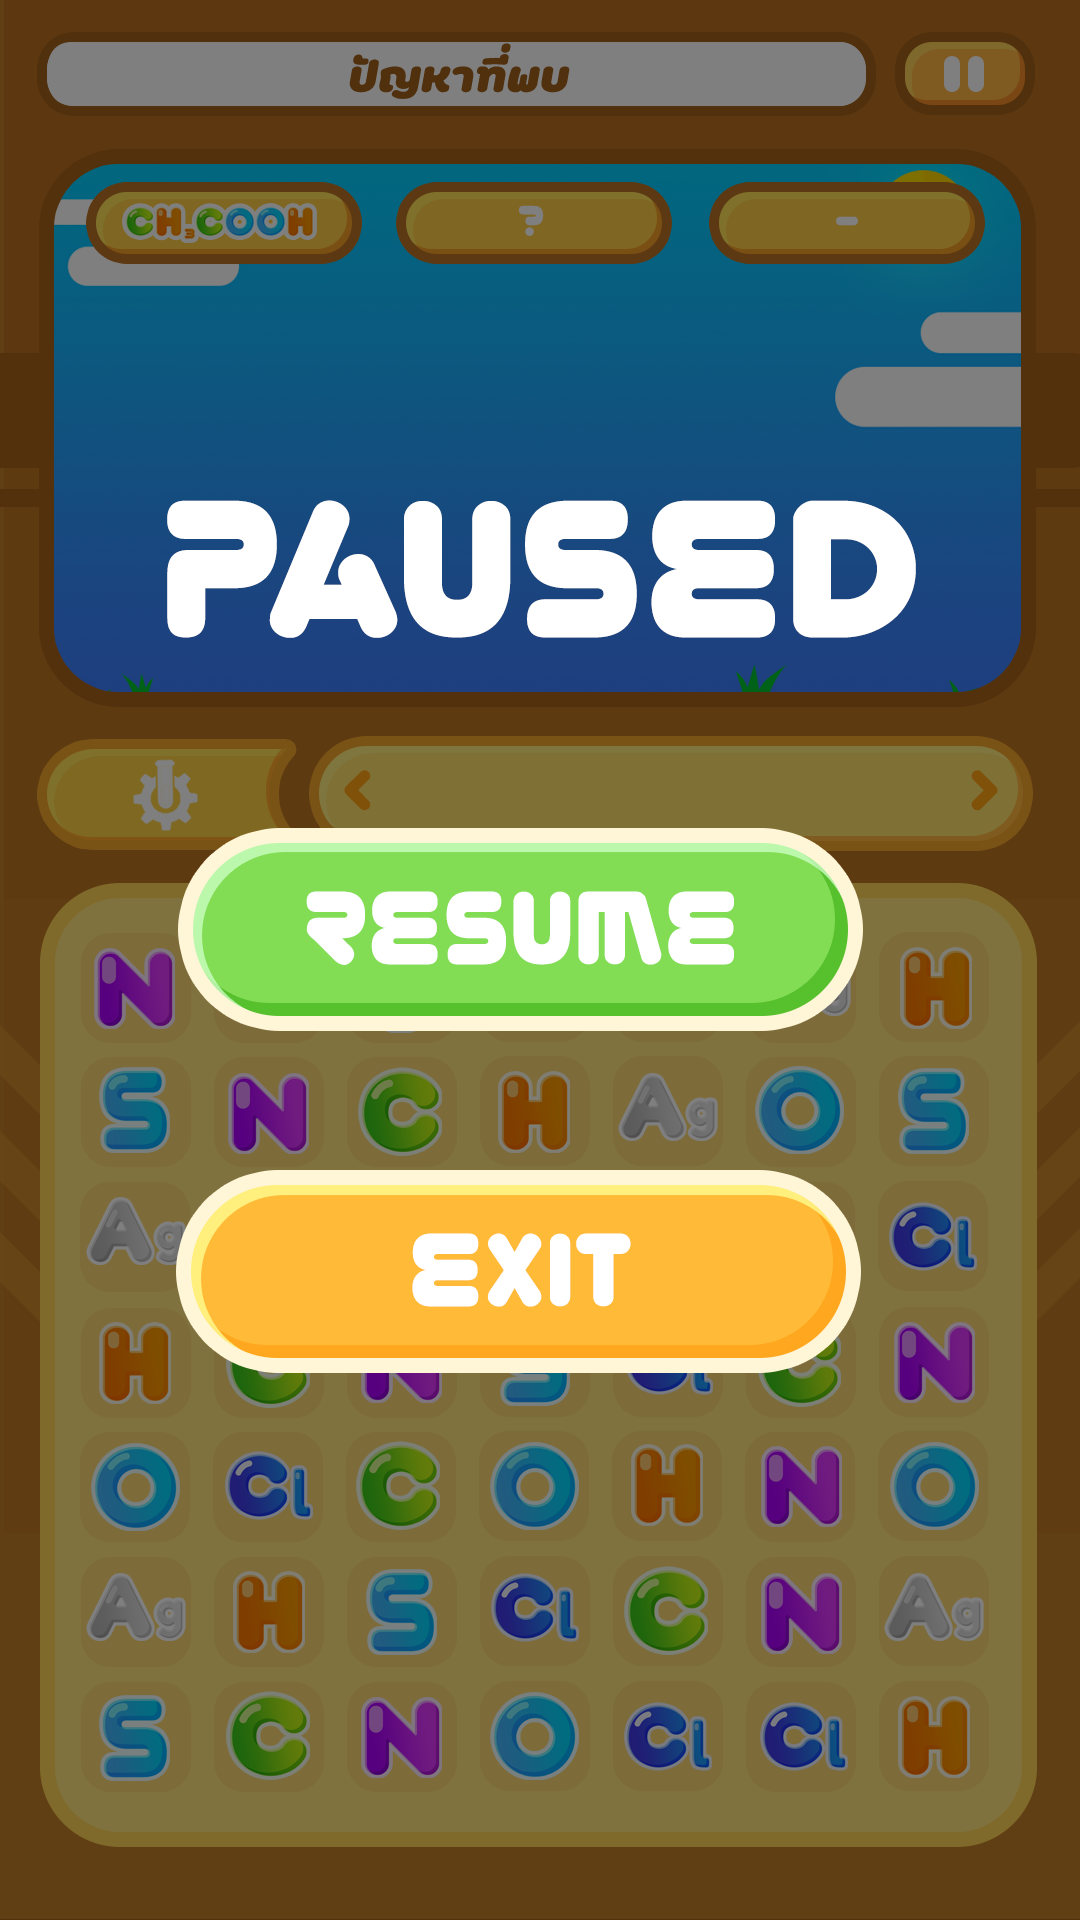 ปัญหาที่พบ
CH₃COOH ? -
PAUSED
RESUME
N H
S N C H Ag O S
EXIT
Ag Cl
H C N S Cl C N
O Cl C O H N O
Ag H S Cl C N Ag
S C N O Cl Cl H